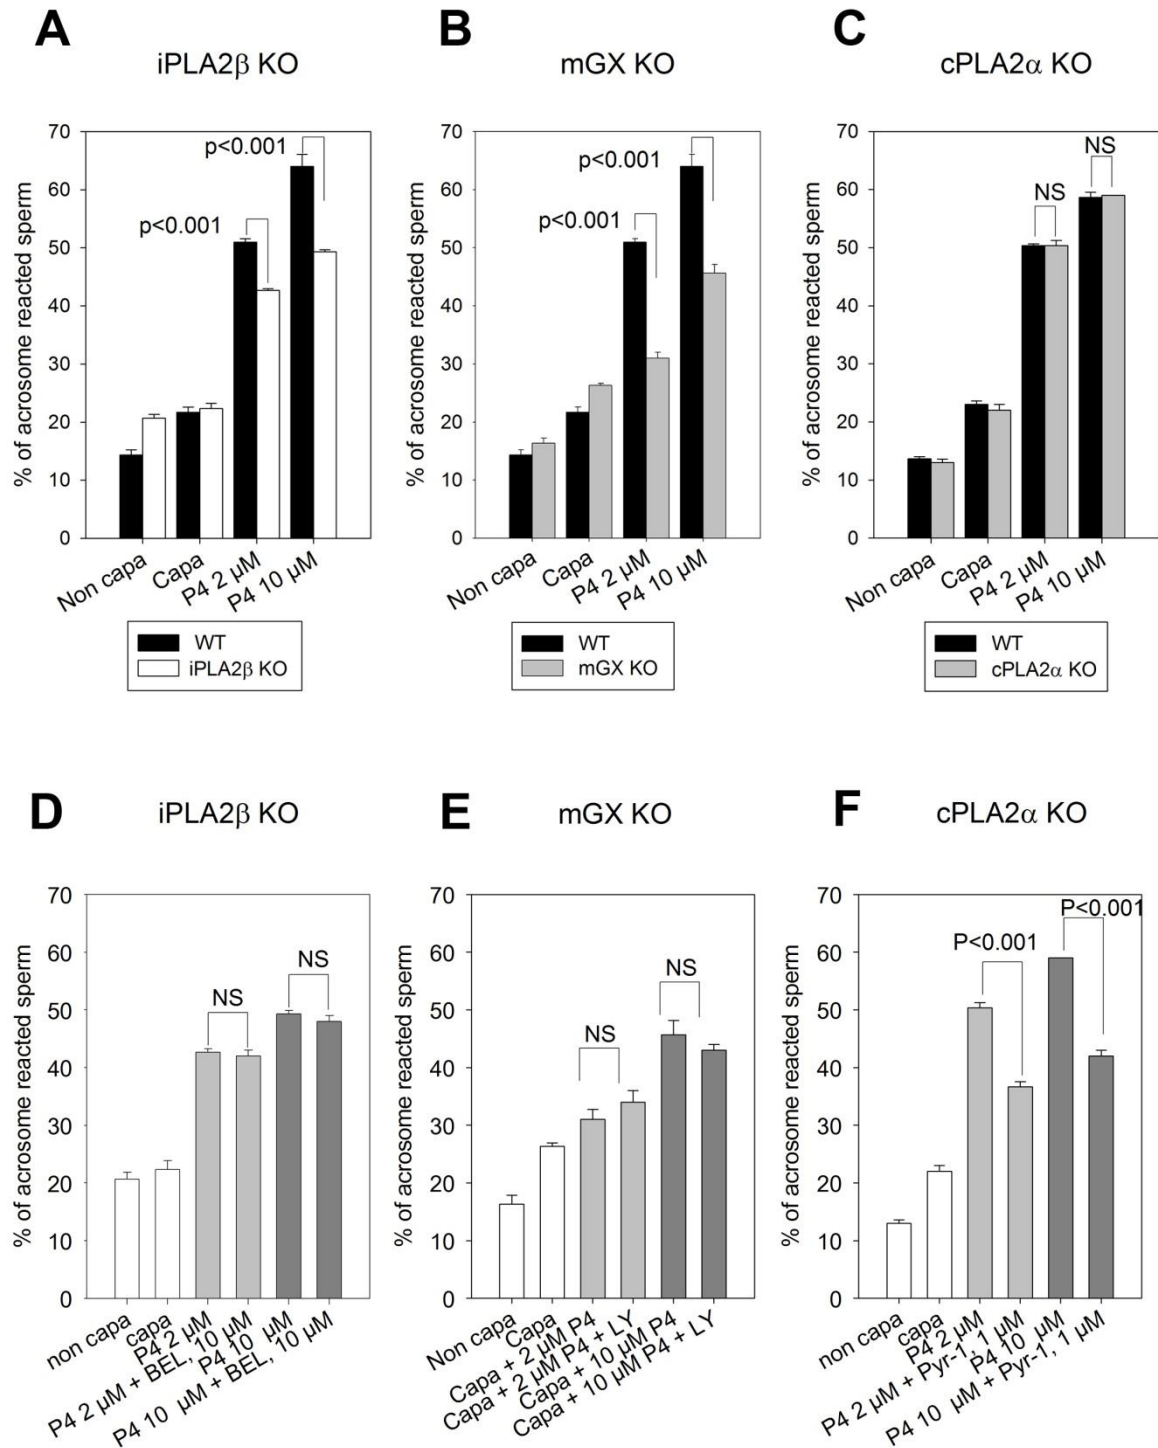 A
iPLA2β KO
% of acrosome reacted sperm
70
60
50
40
30
20
10
0
p<0.001
p<0.001
Non capa
Capa
P4 2 µM
P4 10 µM
WT
iPLA2β KO
B
mGX KO
% of acrosome reacted sperm
70
60
50
40
30
20
10
0
p<0.001
p<0.001
Non capa
Capa
P4 2 µM
P4 10 µM
WT
mGX KO
C
cPLA2α KO
% of acrosome reacted sperm
70
60
50
40
30
20
10
0
NS
NS
Non capa
Capa
P4 2 µM
P4 10 µM
WT
cPLA2α KO
D
iPLA2β KO
% of acrosome reacted sperm
70
60
50
40
30
20
10
0
NS
NS
non capa
capa
P4 2 µM
P4 2 µM + BEL, 10 µM
P4 10 µM
P4 10 µM + BEL, 10 µM
E
mGX KO
% of acrosome reacted sperm
70
60
50
40
30
20
10
0
NS
NS
Non capa
Capa
Capa + 2 µM P4
Capa + 2 µM P4 + LY
Capa + 10 µM P4
Capa + 10 µM P4 + LY
F
cPLA2α KO
% of acrosome reacted sperm
70
60
50
40
30
20
10
0
P<0.001
P<0.001
non capa
capa
P4 2 µM
P4 2 µM + Pyr-1, 1 µM
P4 10 µM
P4 10 µM + Pyr-1, 1 µM